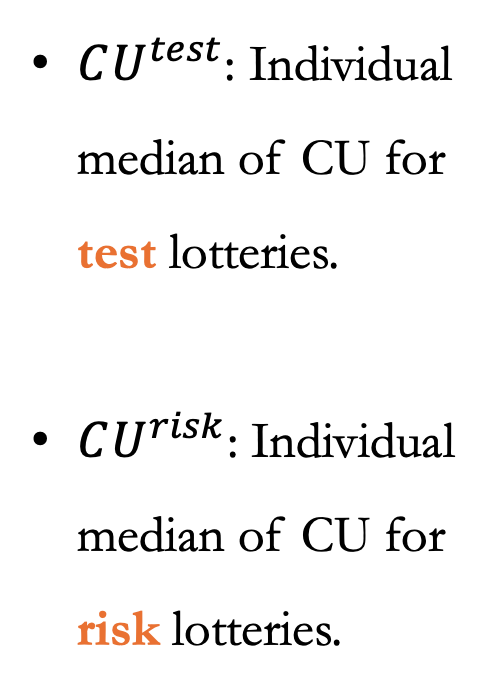 • CU^test: Individual
median of CU for
test lotteries.
• CU^risk: Individual
median of CU for
risk lotteries.